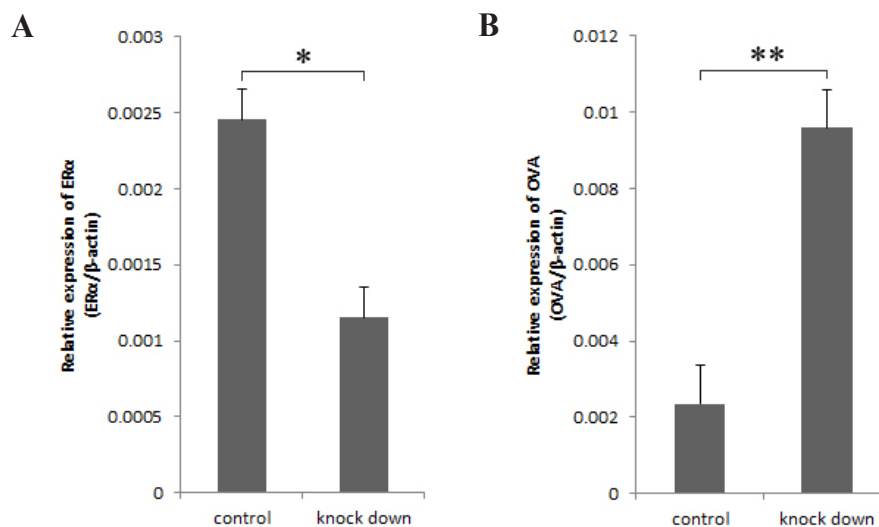 A
0.003
*
0.0025
0.002
0.0015
0.001
0.0005
0
Relative expression of ERα
(ERα/β-actin)
control
knock down
B
0.012
**
0.01
0.008
0.006
0.004
0.002
0
Relative expression of OVA
(OVA/β-actin)
control
knock down